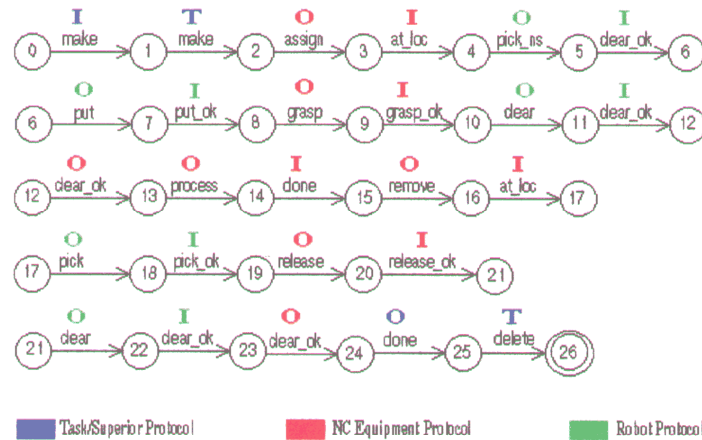 I T O I O I
make make assign at_loc pick_ns clear_ok
0 1 2 3 4 5 6
O I O I O I
put put_ok grasp grasp_ok clear clear_ok
6 7 8 9 10 11 12
O O I O I
clear_ok process done remove at_loc
12 13 14 15 16 17
O I O I
pick pick_ok release release_ok
17 18 19 20 21
O I O O T
clear clear_ok clear_ok done delete
21 22 23 24 25 26
Task/Superior Protocol NC Equipment Protocol Robot Protocol